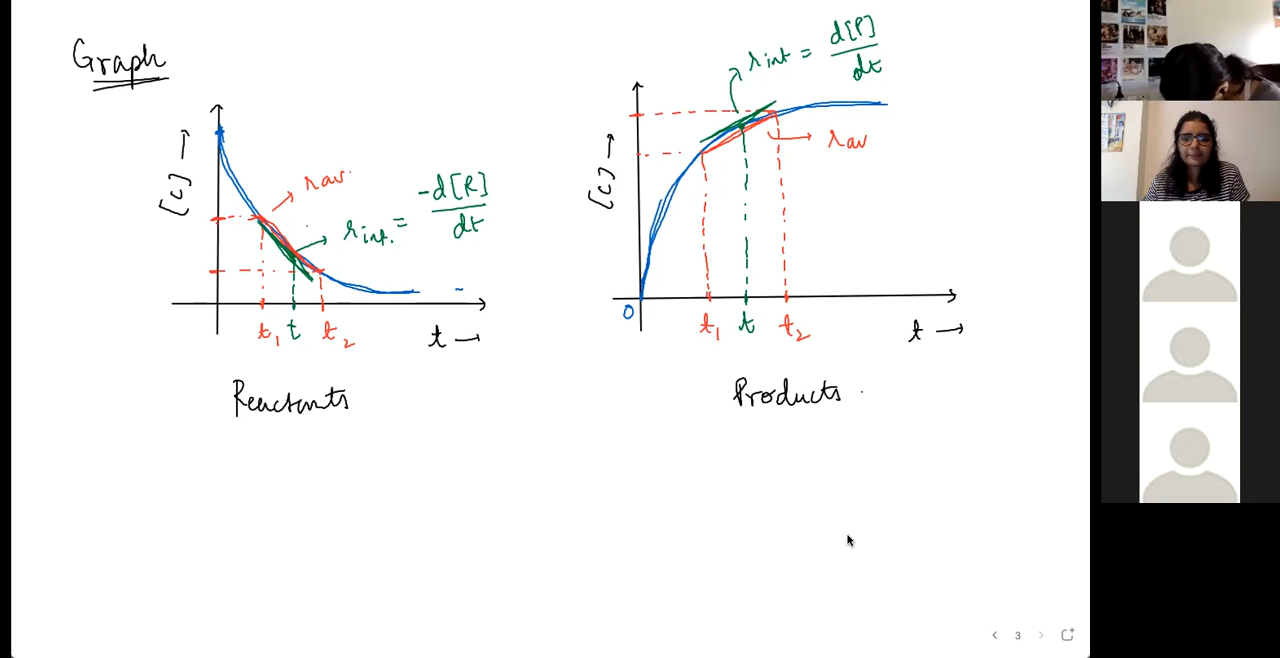 Graph
[C] →
r av.
r int. = -d[R]/dt
t₁ t t₂
t →
Reactants
r int = d[P]/dt
[C] →
r av
0
t₁ t t₂
t →
Products
3